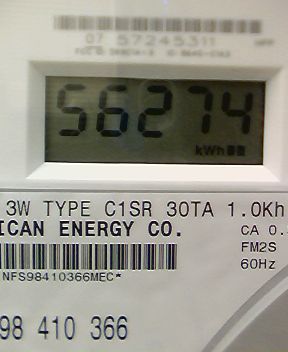 07 57245311
56274
kWh
3W TYPE C1SR 30TA 1.0Kh
ICAN ENERGY CO.
CA 0.
FM2S
60Hz
NFS98410366MEC*
98 410 366